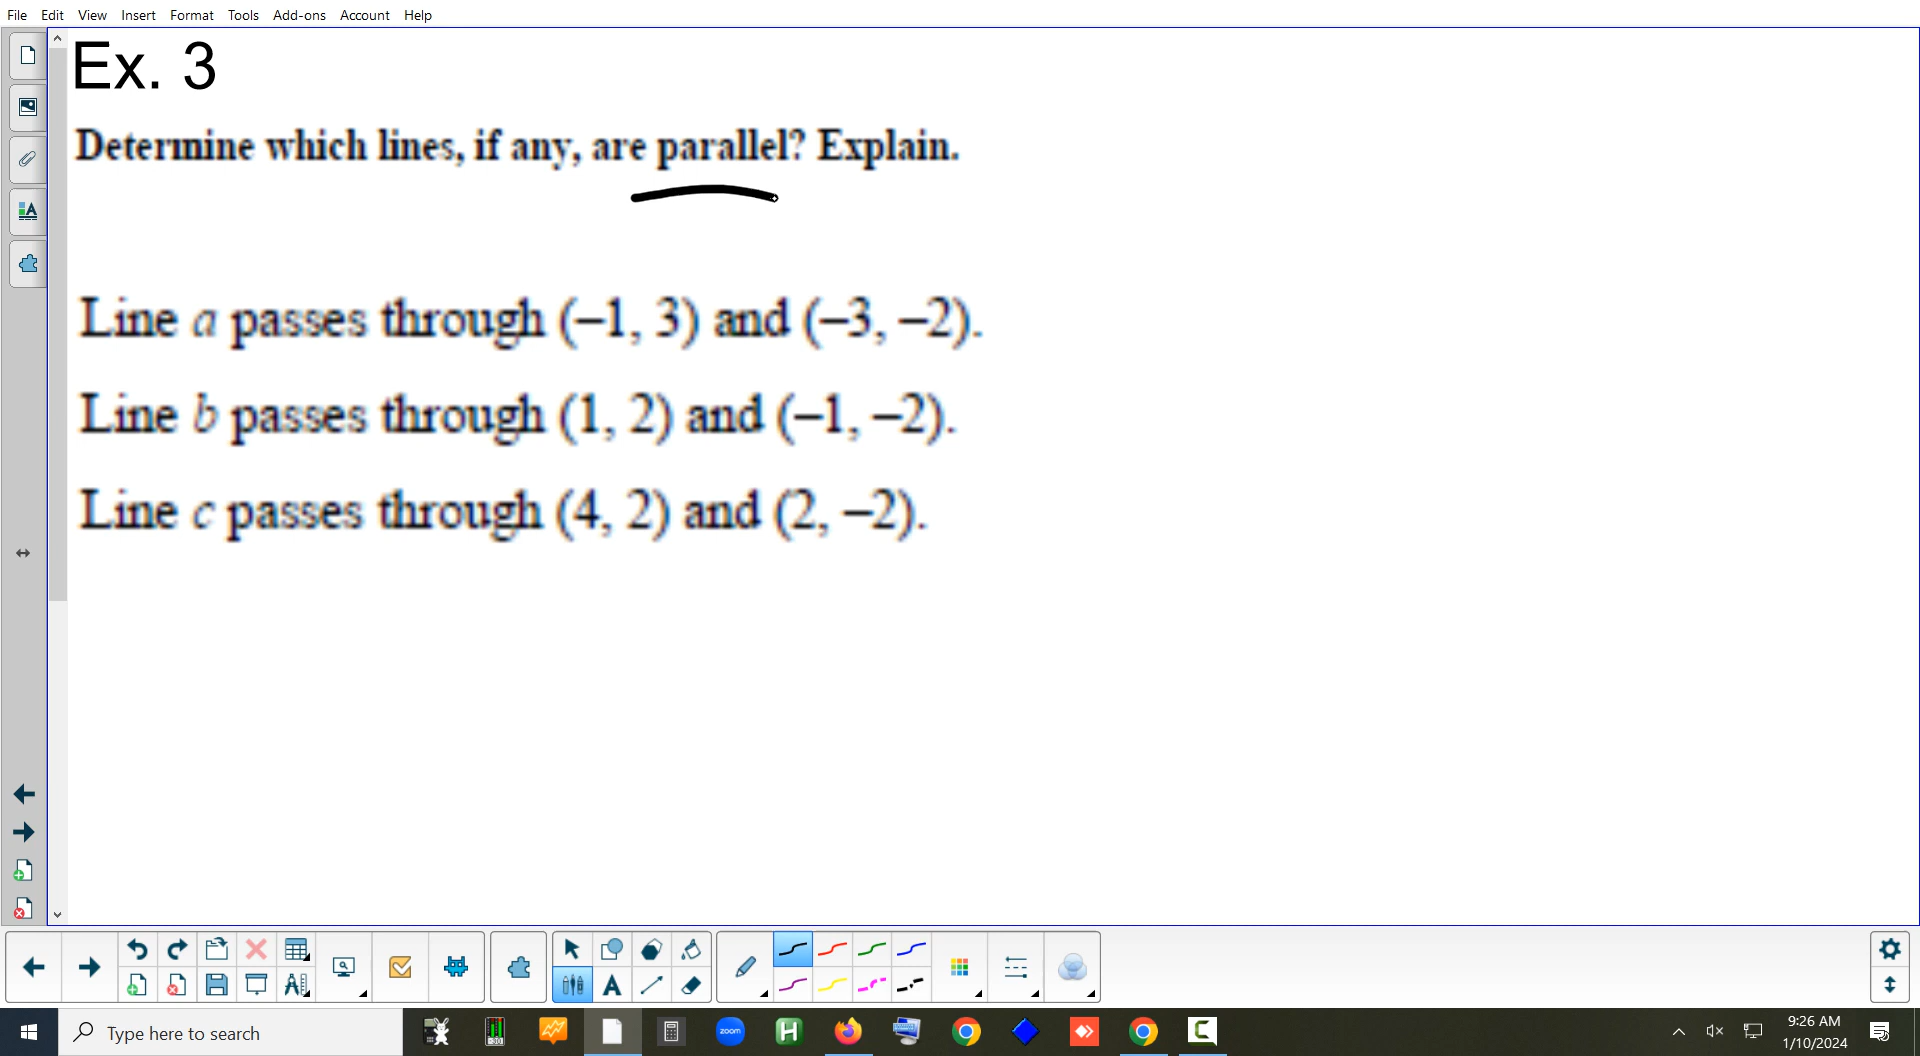 File Edit View Insert Format Tools Add-ons Account Help
Ex. 3
Determine which lines, if any, are parallel? Explain.
Line a passes through (–1, 3) and (–3, –2).
Line b passes through (1, 2) and (–1, –2).
Line c passes through (4, 2) and (2, –2).
A
A
Type here to search
zoom
H
C
9:26 AM
1/10/2024